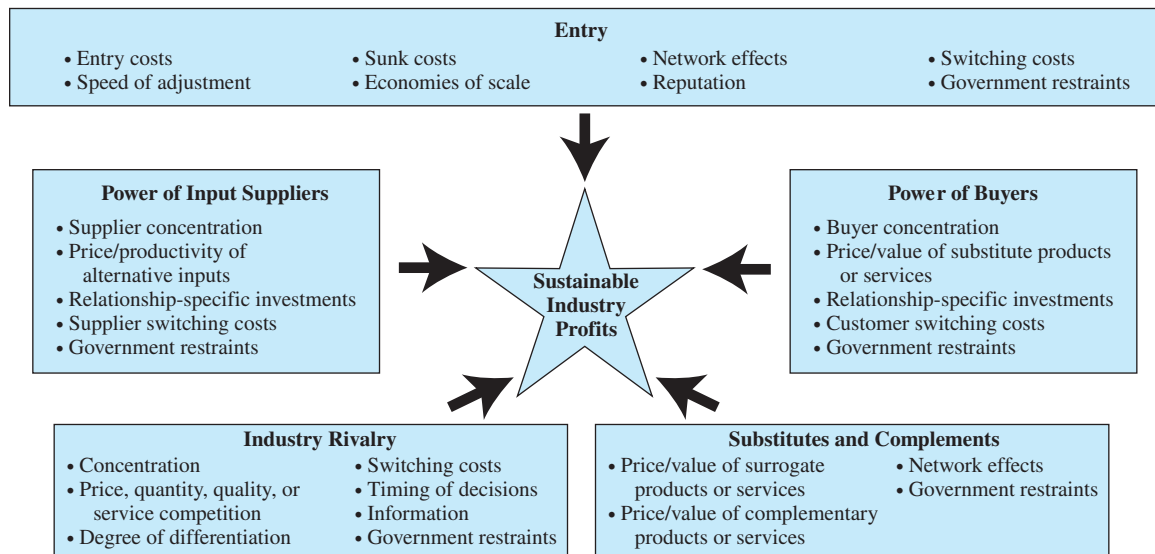 Entry
• Entry costs
• Sunk costs
• Network effects
• Switching costs
• Speed of adjustment
• Economies of scale
• Reputation
• Government restraints
Power of Input Suppliers
• Supplier concentration
• Price/productivity of
alternative inputs
• Relationship-specific investments
• Supplier switching costs
• Government restraints
Sustainable
Industry
Profits
Power of Buyers
• Buyer concentration
• Price/value of substitute products
or services
• Relationship-specific investments
• Customer switching costs
• Government restraints
Industry Rivalry
• Concentration
• Price, quantity, quality, or
service competition
• Degree of differentiation
• Switching costs
• Timing of decisions
• Information
• Government restraints
Substitutes and Complements
• Price/value of surrogate
products or services
• Price/value of complementary
products or services
• Network effects
• Government restraints